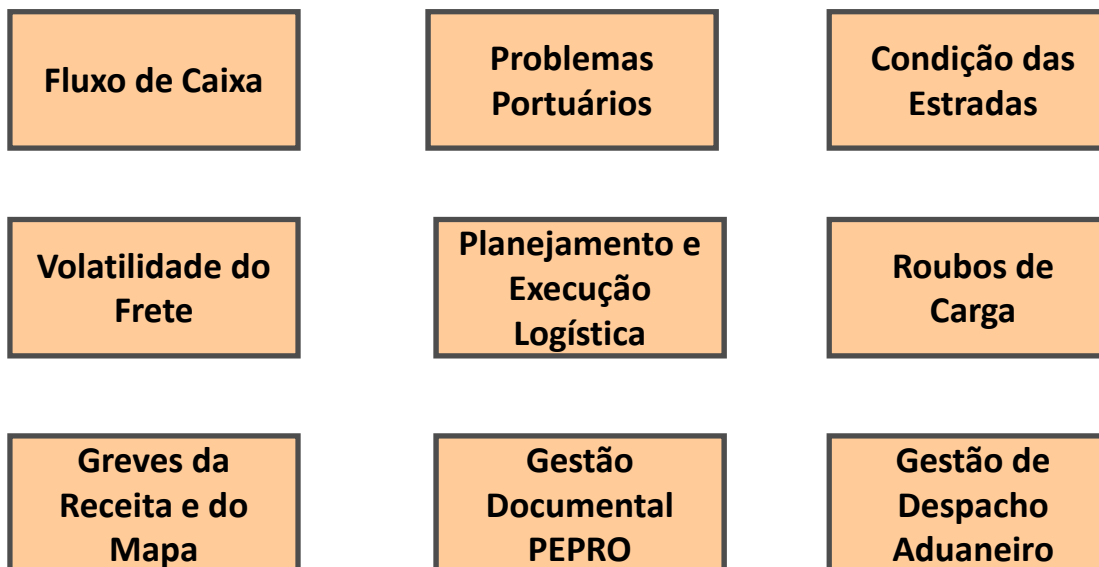 Fluxo de Caixa
Problemas
Portuários
Condição das
Estradas
Volatilidade do
Frete
Planejamento e
Execução
Logística
Roubos de
Carga
Greves da
Receita e do
Mapa
Gestão
Documental
PEPRO
Gestão de
Despacho
Aduaneiro